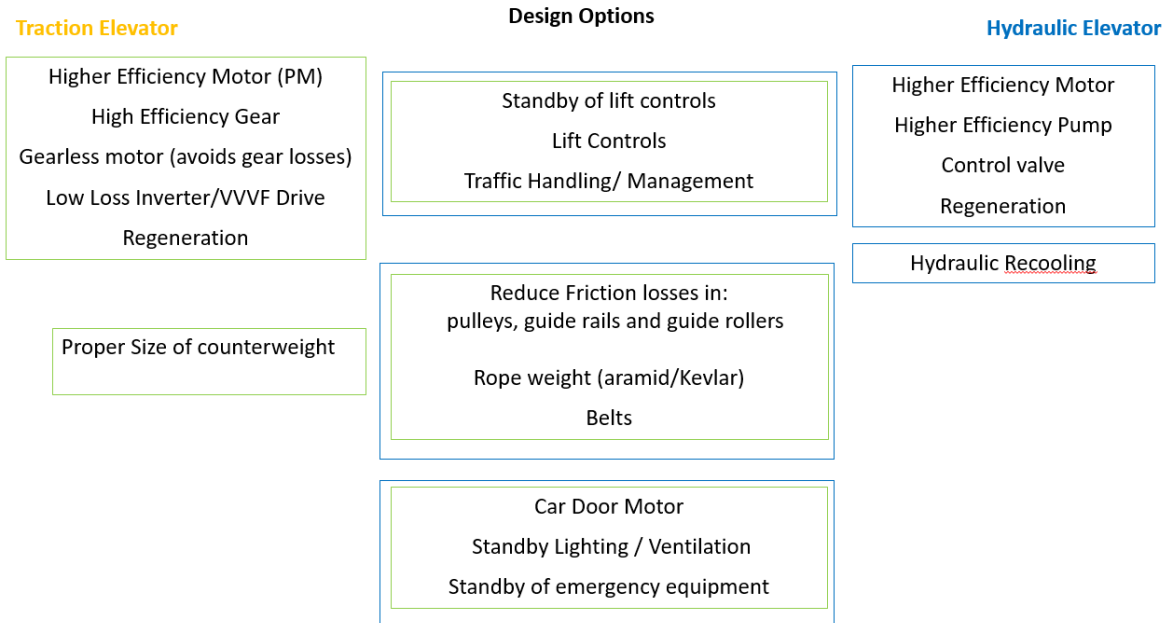 Design Options
Traction Elevator
Hydraulic Elevator
Higher Efficiency Motor (PM)
High Efficiency Gear
Gearless motor (avoids gear losses)
Low Loss Inverter/VVVF Drive
Regeneration
Proper Size of counterweight
Standby of lift controls
Lift Controls
Traffic Handling/ Management
Reduce Friction losses in:
pulleys, guide rails and guide rollers
Rope weight (aramid/Kevlar)
Belts
Car Door Motor
Standby Lighting / Ventilation
Standby of emergency equipment
Higher Efficiency Motor
Higher Efficiency Pump
Control valve
Regeneration
Hydraulic Recooling